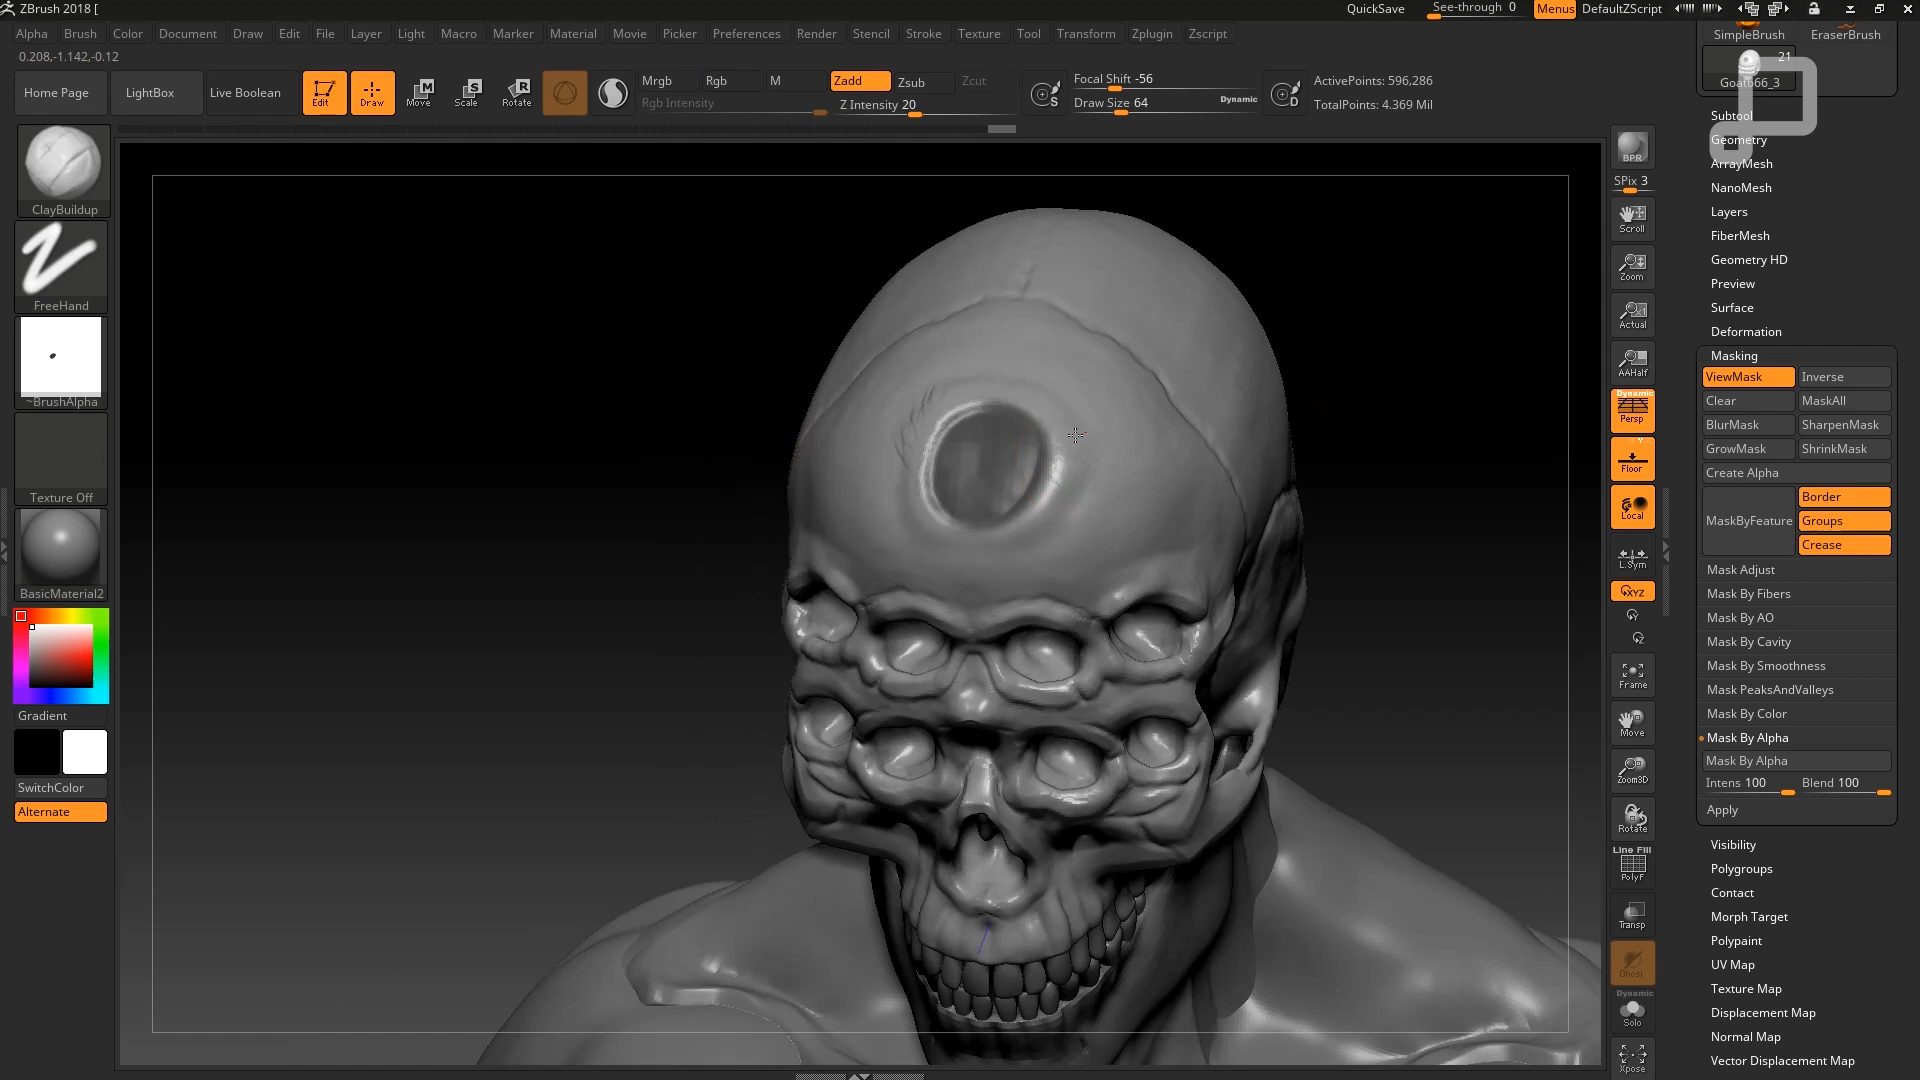 ZBrush 2018 [
QuickSave
See-through 0
Menus
DefaultZScript
Alpha Brush Color Document Draw Edit File Layer Light Macro Marker Material Movie Picker Preferences Render Stencil Stroke Texture Tool Transform Zplugin Zscript
0.208,-1.142,-0.12
Home Page
LightBox
Live Boolean
Edit
Draw
Move
Scale
Rotate
Mrgb Rgb M
Rgb Intensity
Zadd Zsub Zcut
Z Intensity 20
S
Focal Shift -56
Draw Size 64
Dynamic
D
ActivePoints: 596,286
TotalPoints: 4.369 Mil
ClayBuildup
FreeHand
~BrushAlpha
Texture Off
BasicMaterial2
Gradient
SwitchColor
Alternate
BPR
SPix 3
Scroll
Zoom
Actual
AAHalf
Dynamic
Persp
Floor
Local
L.Sym
XYZ
Y
Z
Frame
Move
Zoom3D
Rotate
Line Fill
PolyF
Transp
Ghost
Dynamic
Solo
Xpose
SimpleBrush
EraserBrush
21
Goat666_3
Subtool
Geometry
ArrayMesh
NanoMesh
Layers
FiberMesh
Geometry HD
Preview
Surface
Deformation
Masking
ViewMask Inverse
Clear MaskAll
BlurMask SharpenMask
GrowMask ShrinkMask
Create Alpha
MaskByFeature
Border
Groups
Crease
Mask Adjust
Mask By Fibers
Mask By AO
Mask By Cavity
Mask By Smoothness
Mask PeaksAndValleys
Mask By Color
Mask By Alpha
Mask By Alpha
Intens 100 Blend 100
Apply
Visibility
Polygroups
Contact
Morph Target
Polypaint
UV Map
Texture Map
Displacement Map
Normal Map
Vector Displacement Map